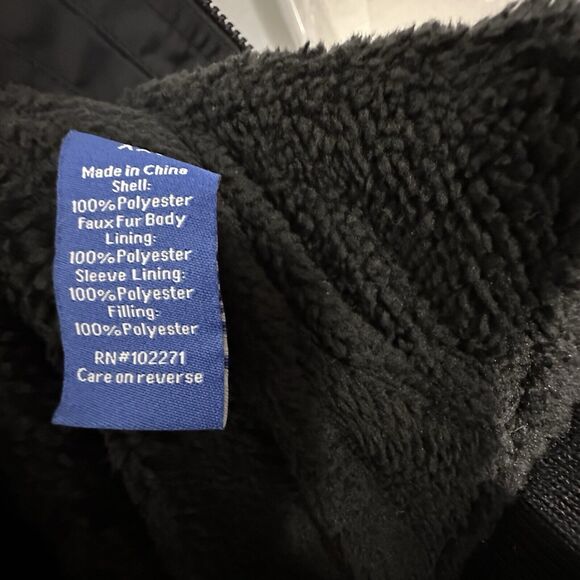 Made in China
Shell:
100%Polyester
Faux Fur Body
Lining:
100%Polyester
Sleeve Lining:
100%Polyester
Filling:
100%Polyester
RN#102271
Care on reverse